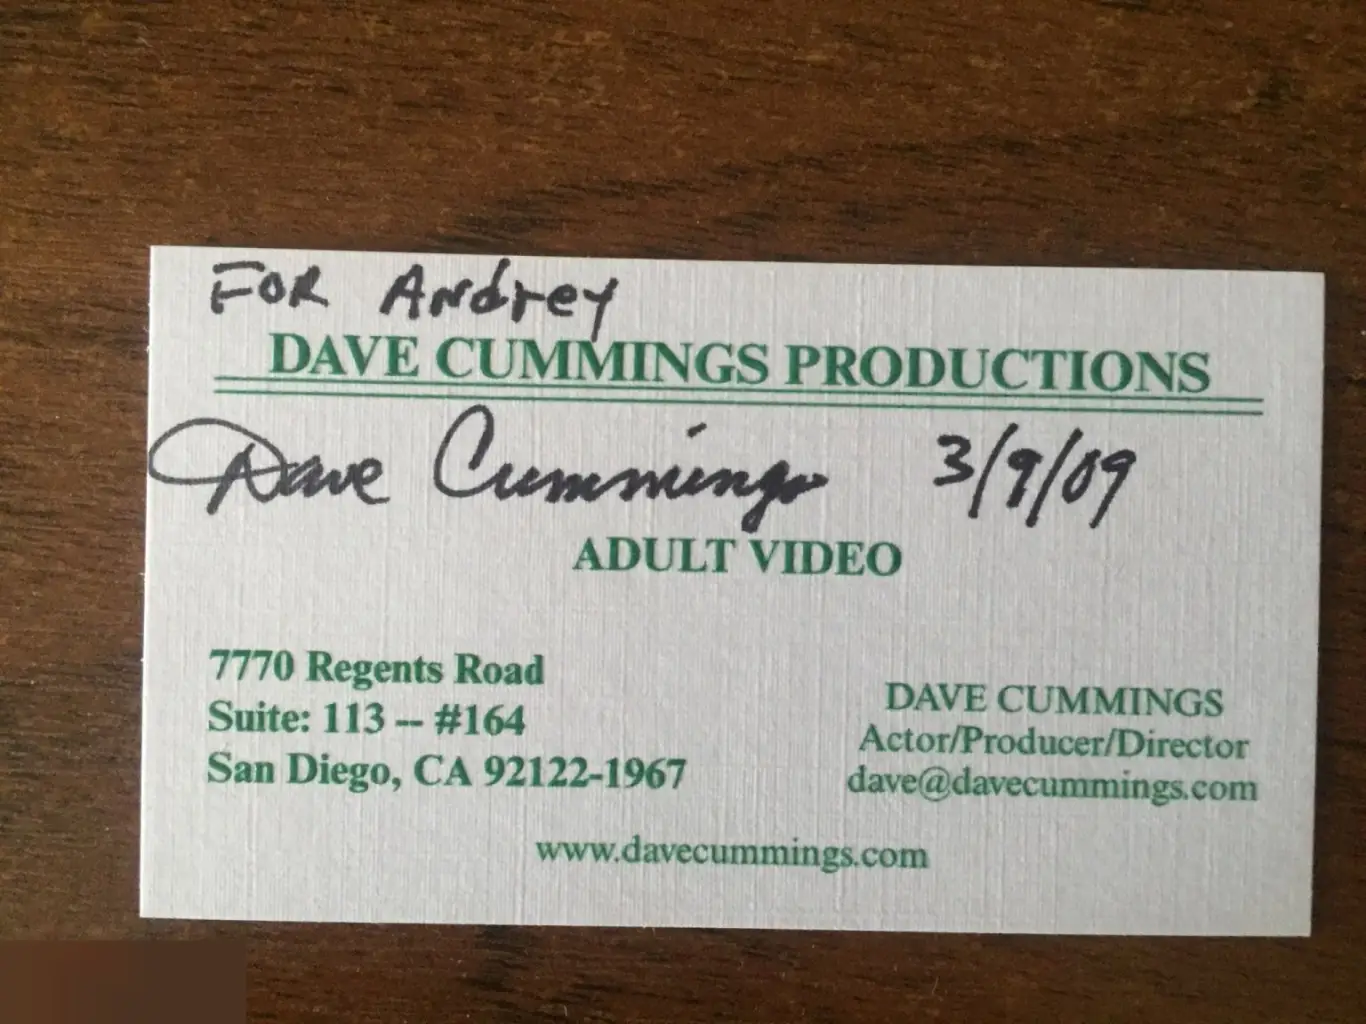 FOR Andrey
DAVE CUMMINGS PRODUCTIONS
Dave Cummings 3/9/09
ADULT VIDEO
7770 Regents Road
Suite: 113 -- #164
San Diego, CA 92122-1967
DAVE CUMMINGS
Actor/Producer/Director
dave@davecummings.com
www.davecummings.com